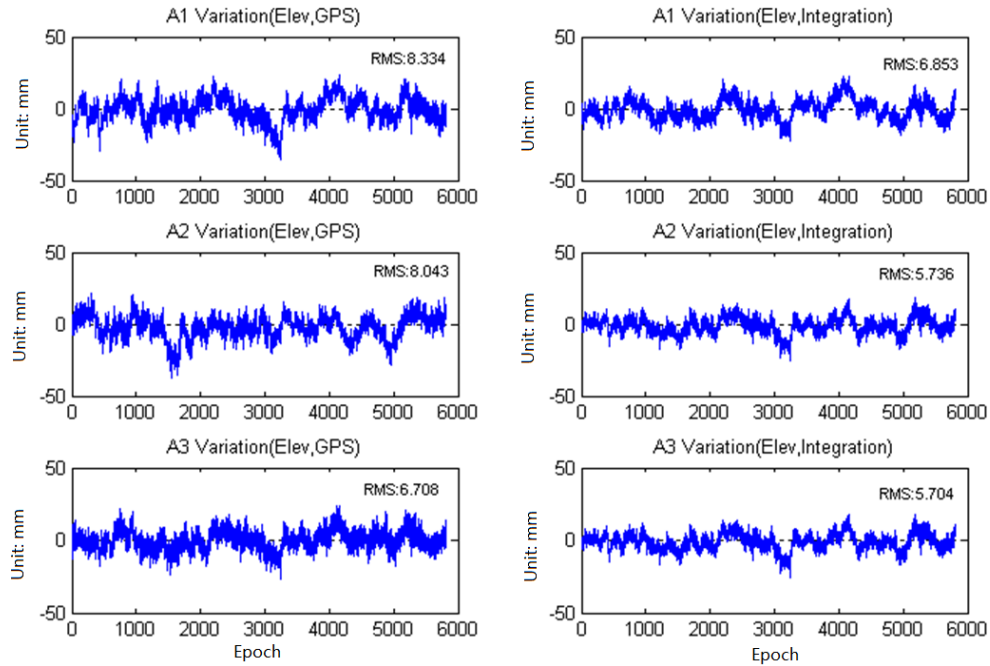 A1 Variation(Elev,GPS)
50
RMS:8.334
Unit: mm
0
-50
0 1000 2000 3000 4000 5000 6000
A1 Variation(Elev,Integration)
50
RMS:6.853
Unit: mm
0
-50
0 1000 2000 3000 4000 5000 6000
A2 Variation(Elev,GPS)
50
RMS:8.043
Unit: mm
0
-50
0 1000 2000 3000 4000 5000 6000
A2 Variation(Elev,Integration)
50
RMS:5.736
Unit: mm
0
-50
0 1000 2000 3000 4000 5000 6000
A3 Variation(Elev,GPS)
50
RMS:6.708
Unit: mm
0
-50
0 1000 2000 3000 4000 5000 6000
Epoch
A3 Variation(Elev,Integration)
50
RMS:5.704
Unit: mm
0
-50
0 1000 2000 3000 4000 5000 6000
Epoch